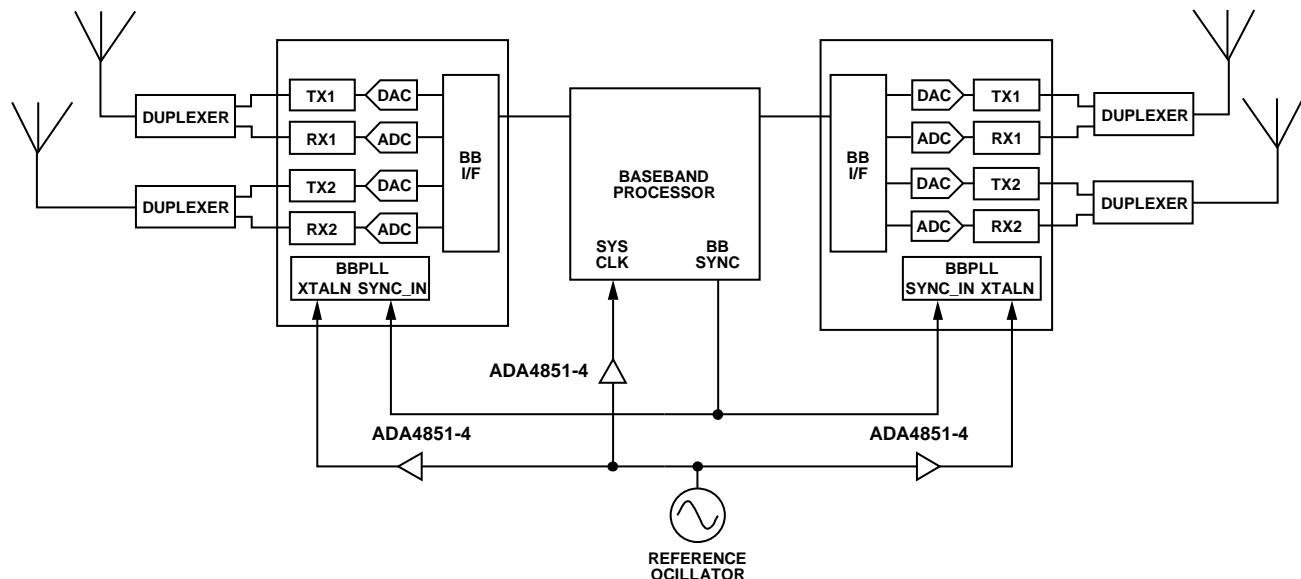 DUPLEXER
DUPLEXER
TX1
DAC
RX1
ADC
TX2
DAC
RX2
ADC
BB
I/F
BBPLL
XTALN SYNC_IN
BASEBAND
PROCESSOR
SYS
CLK
BB
SYNC
BB
I/F
DAC
TX1
ADC
RX1
DAC
TX2
ADC
RX2
BBPLL
SYNC_IN XTALN
DUPLEXER
DUPLEXER
ADA4851-4
ADA4851-4
ADA4851-4
REFERENCE
OCILLATOR